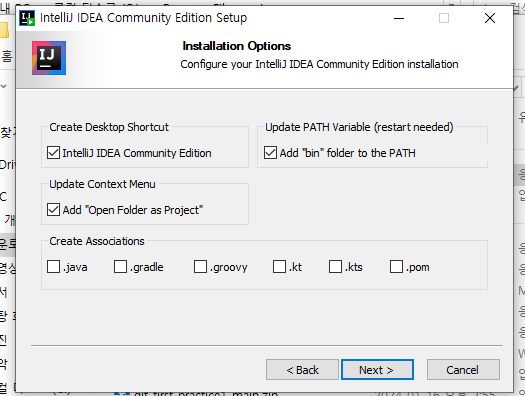 IntelliJ IDEA Community Edition Setup
IJ
Installation Options
Configure your IntelliJ IDEA Community Edition installation
Create Desktop Shortcut
IntelliJ IDEA Community Edition
Update PATH Variable (restart needed)
Add "bin" folder to the PATH
Update Context Menu
Add "Open Folder as Project"
Create Associations
.java .gradle .groovy .kt .kts .pom
< Back Next > Cancel